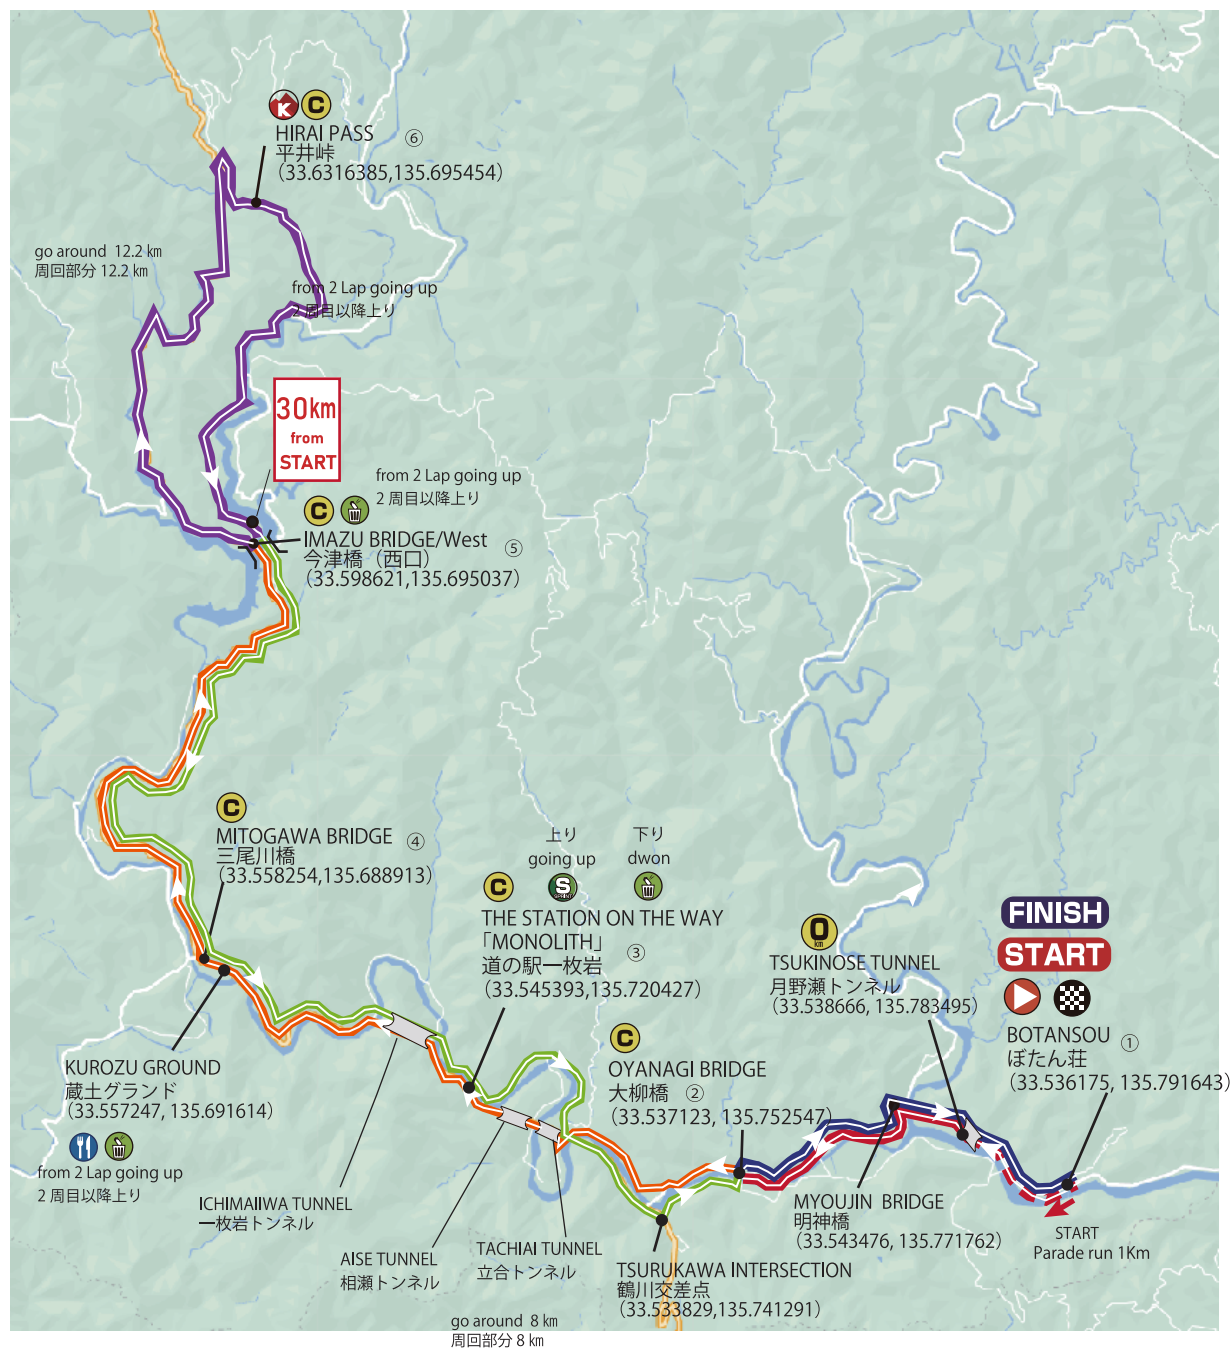 K
C
HIRAI PASS
⑥
平井峠
(33.6316385,135.695454)
go around 12.2 ㎞
周回部分 12.2 ㎞
from 2 Lap going up
2 周目以降上り
30km
from
START
from 2 Lap going up
2 周目以降上り
C
IMAZU BRIDGE/West
⑤
今津橋（西口）
(33.598621,135.695037)
C
MITOGAWA BRIDGE
④
三尾川橋
(33.558254,135.688913)
上り
going up
下り
dwon
C
S
THE STATION ON THE WAY
「MONOLITH」
③
道の駅一枚岩
(33.545393,135.720427)
0
km
TSUKINOSE TUNNEL
月野瀬トンネル
(33.538666, 135.783495)
FINISH
START
BOTANSOU
①
ぼたん荘
(33.536175, 135.791643)
C
OYANAGI BRIDGE
大柳橋
②
(33.537123, 135.752547)
KUROZU GROUND
蔵土グランド
(33.557247, 135.691614)
from 2 Lap going up
2 周目以降上り
ICHIMAIIWA TUNNEL
一枚岩トンネル
AISE TUNNEL
相瀬トンネル
TACHIAI TUNNEL
立合トンネル
MYOUJIN BRIDGE
明神橋
(33.543476, 135.771762)
START
Parade run 1Km
TSURUKAWA INTERSECTION
鶴川交差点
(33.533829,135.741291)
go around 8 ㎞
周回部分 8 ㎞